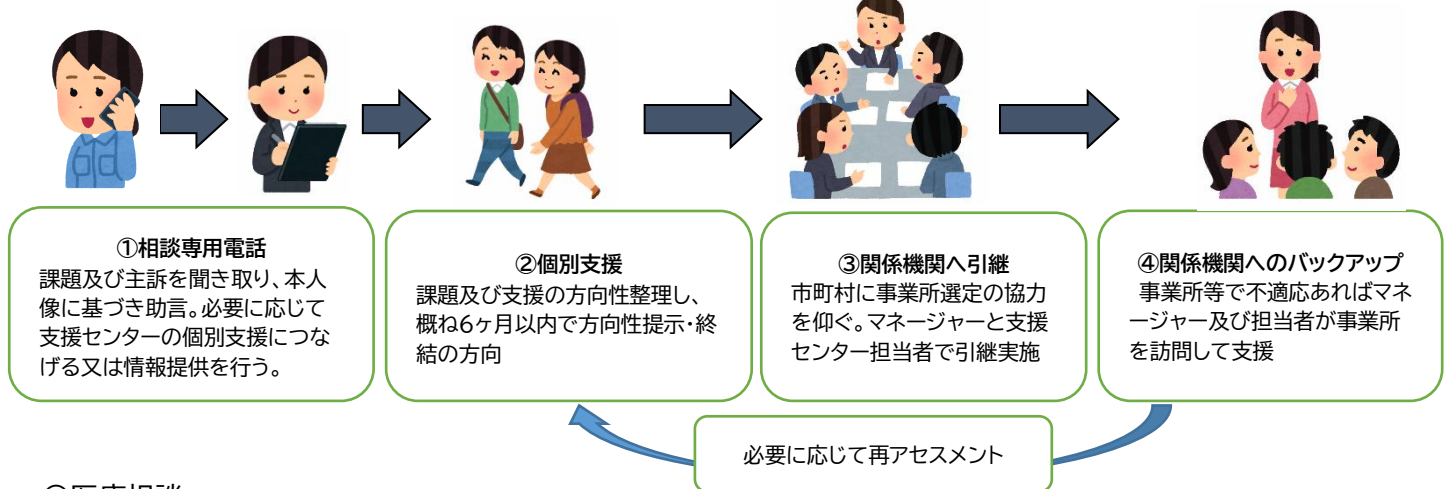 ①相談専用電話
課題及び主訴を聞き取り、本人
像に基づき助言。必要に応じて
支援センターの個別支援につな
げる又は情報提供を行う。
②個別支援
課題及び支援の方向性整理し、
概ね6ヶ月以内で方向性提示・終
結の方向
③関係機関へ引継
市町村に事業所選定の協力
を仰ぐ。マネージャーと支援
センター担当者で引継実施
④関係機関へのバックアップ
事業所等で不適応あればマネ
ージャー及び担当者が事業所
を訪問して支援
必要に応じて再アセスメント